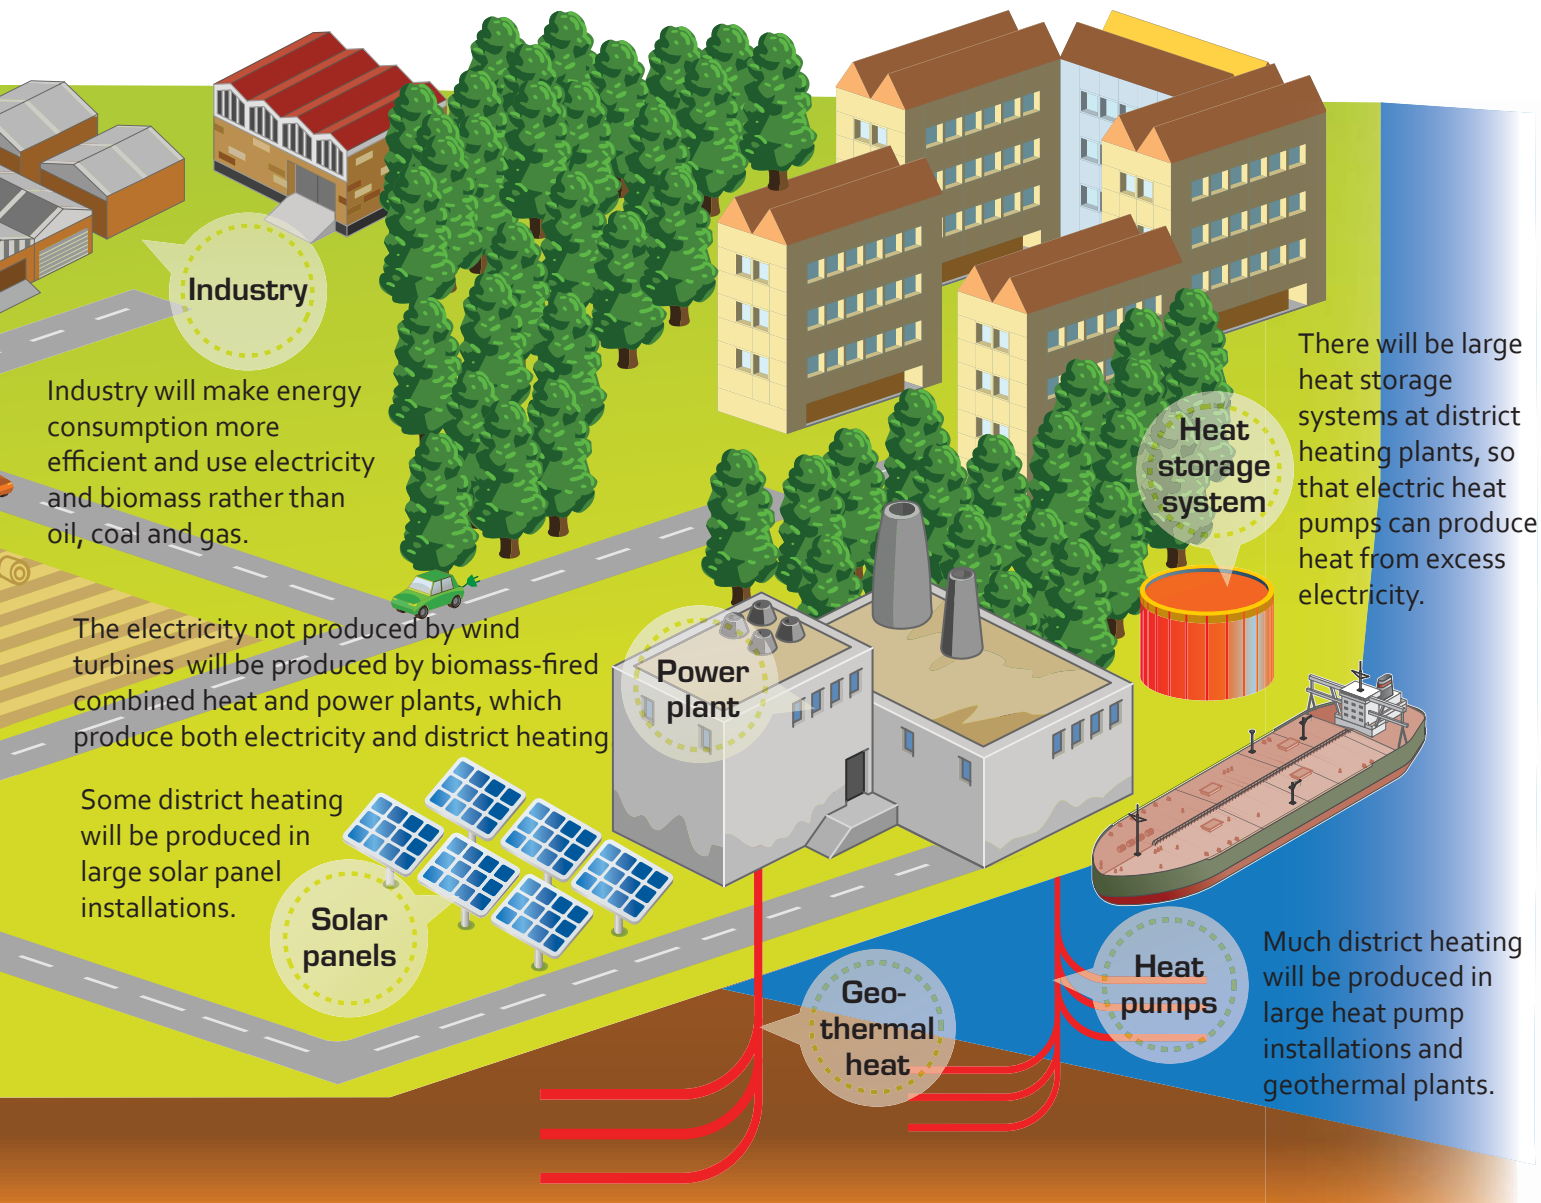 Industry
Industry will make energy
consumption more
efficient and use electricity
and biomass rather than
oil, coal and gas.
There will be large
heat storage
systems at district
heating plants, so
that electric heat
pumps can produce
heat from excess
electricity.
Heat
storage
system
The electricity not produced by wind
turbines will be produced by biomass-fired
combined heat and power plants, which
produce both electricity and district heating
Power
plant
Some district heating
will be produced in
large solar panel
installations.
Solar
panels
Geo-
thermal
heat
Heat
pumps
Much district heating
will be produced in
large heat pump
installations and
geothermal plants.